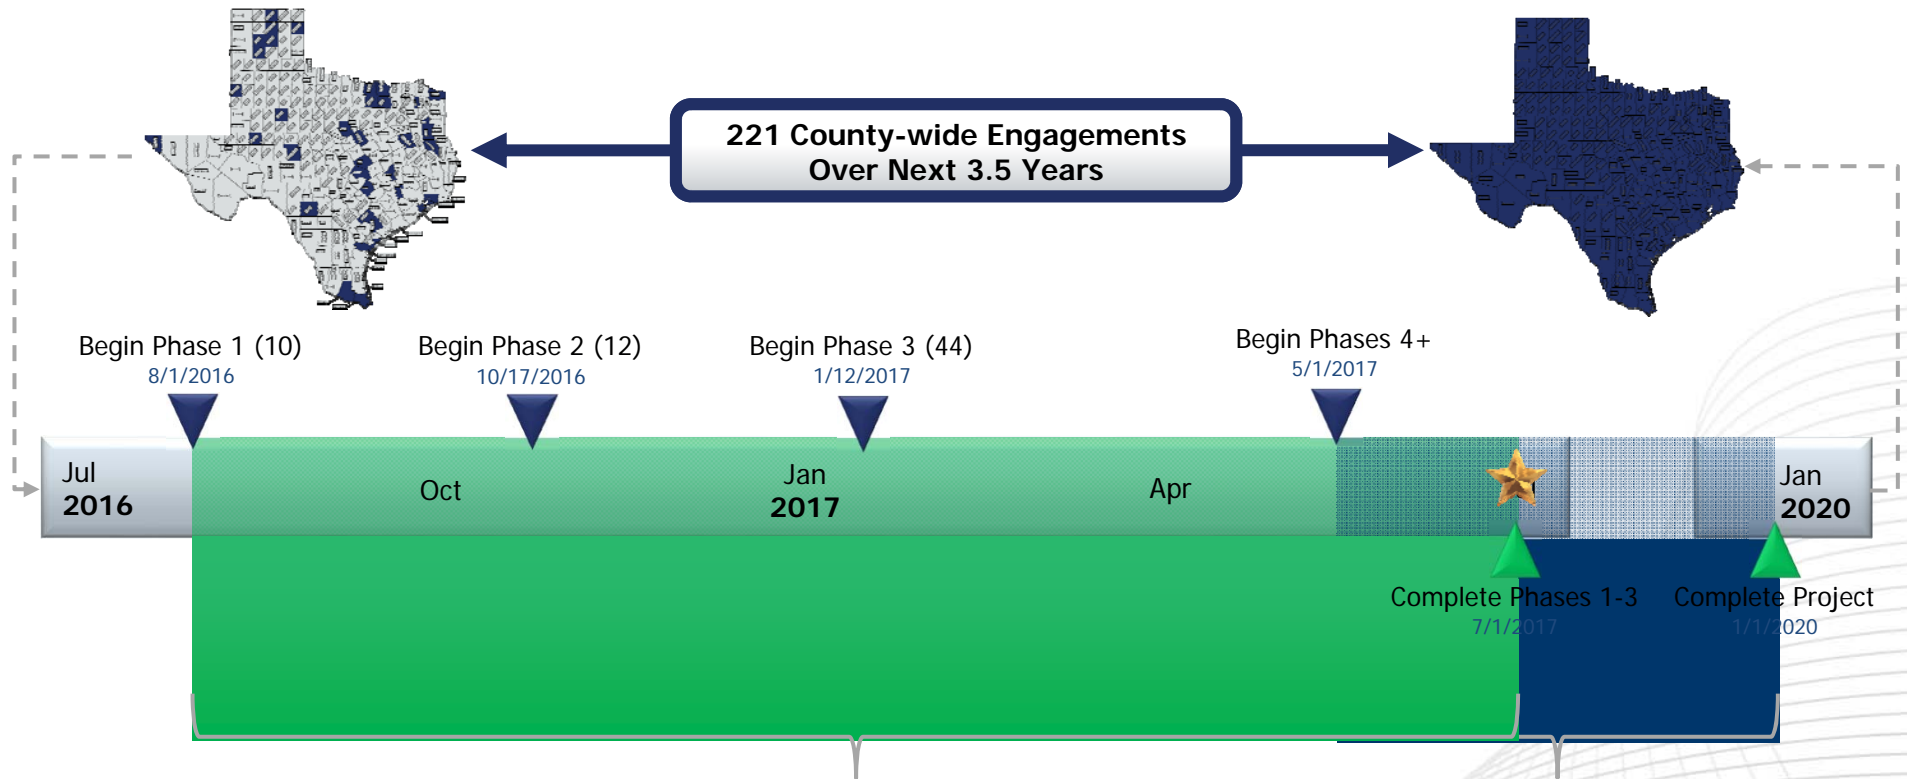 221 County-wide Engagements
Over Next 3.5 Years
Begin Phase 1 (10)
8/1/2016
Begin Phase 2 (12)
10/17/2016
Begin Phase 3 (44)
1/12/2017
Begin Phases 4+
5/1/2017
Jul
2016
Oct
Jan
2017
Apr
Jan
2020
Complete Phases 1-3
7/1/2017
Complete Project
1/1/2020